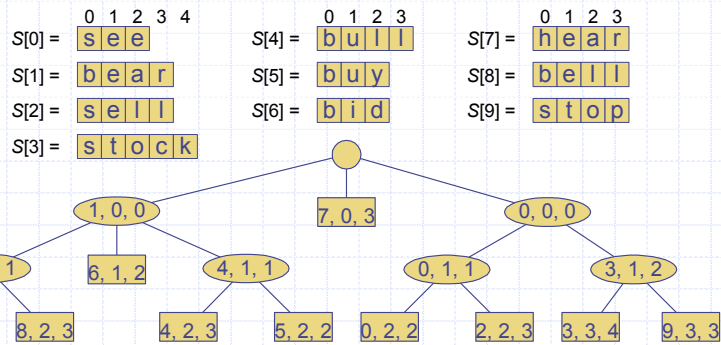 0 1 2 3 4
0 1 2 3
0 1 2 3
S[0] = s e e
S[4] = b u l l
S[7] = h e a r
S[1] = b e a r
S[5] = b u y
S[8] = b e l l
S[2] = s e l l
S[6] = b i d
S[9] = s t o p
S[3] = s t o c k
1, 0, 0
7, 0, 3
0, 0, 0
1
6, 1, 2
4, 1, 1
0, 1, 1
3, 1, 2
8, 2, 3
4, 2, 3
5, 2, 2
0, 2, 2
2, 2, 3
3, 3, 4
9, 3, 3